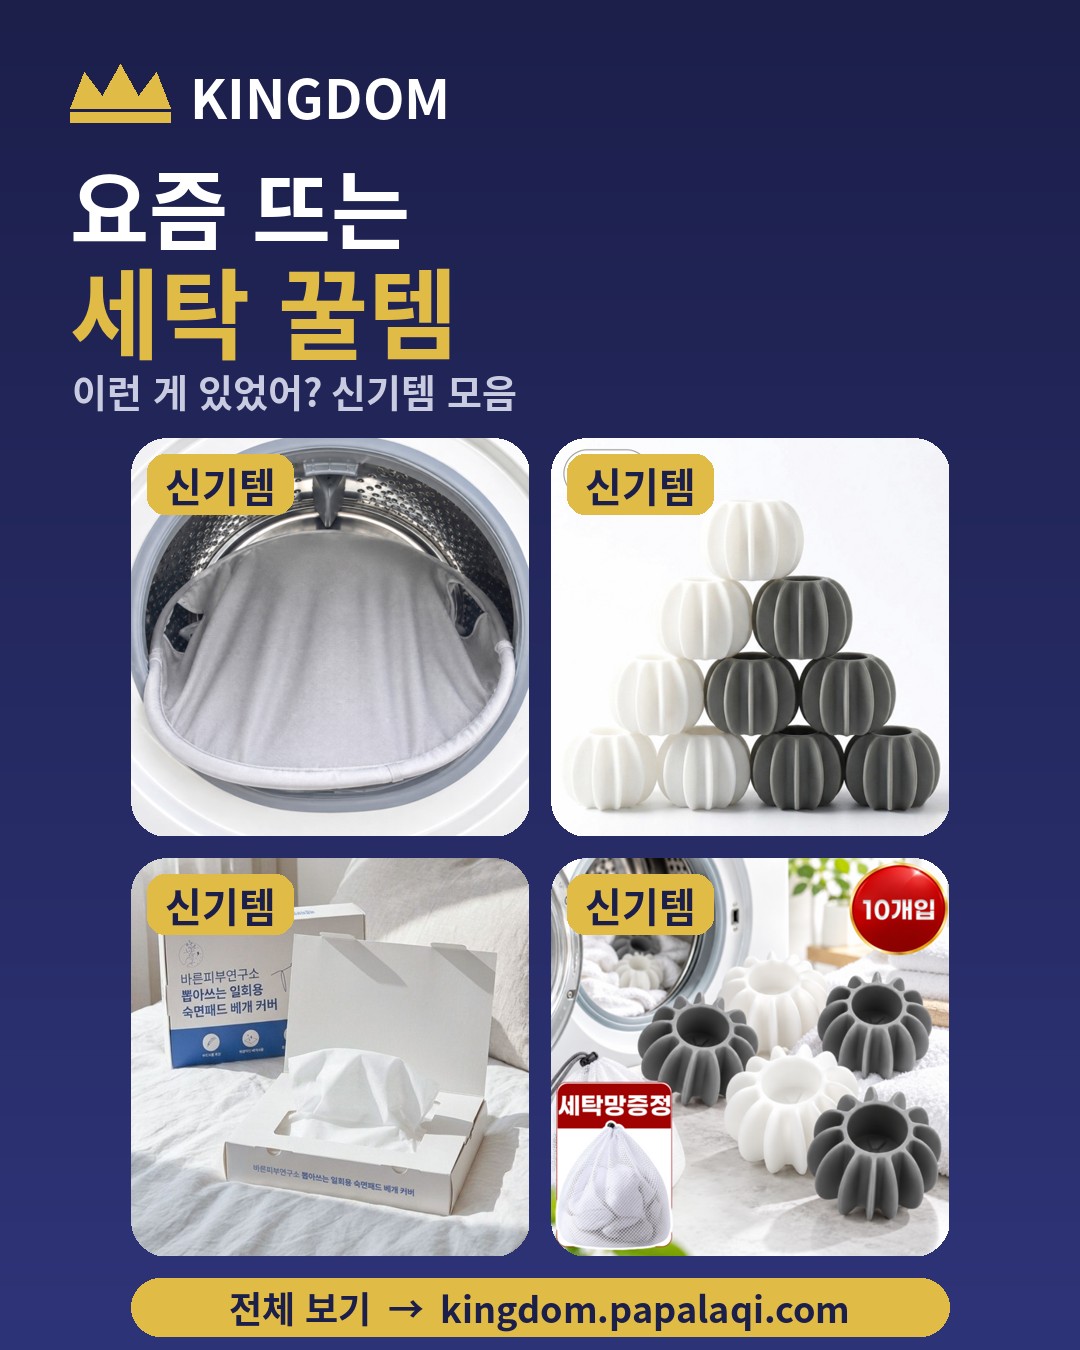 KINGDOM
요즘 뜨는
세탁 꿀템
이런 게 있었어? 신기템 모음
신기템
신기템
신기템
바른피부연구소
뽑아쓰는 일회용
숙면패드 베개 커버
바른피부연구소 뽑아쓰는 일회용 숙면패드 베개 커버
신기템
10개입
세탁망증정
전체 보기 → kingdom.papalaqi.com